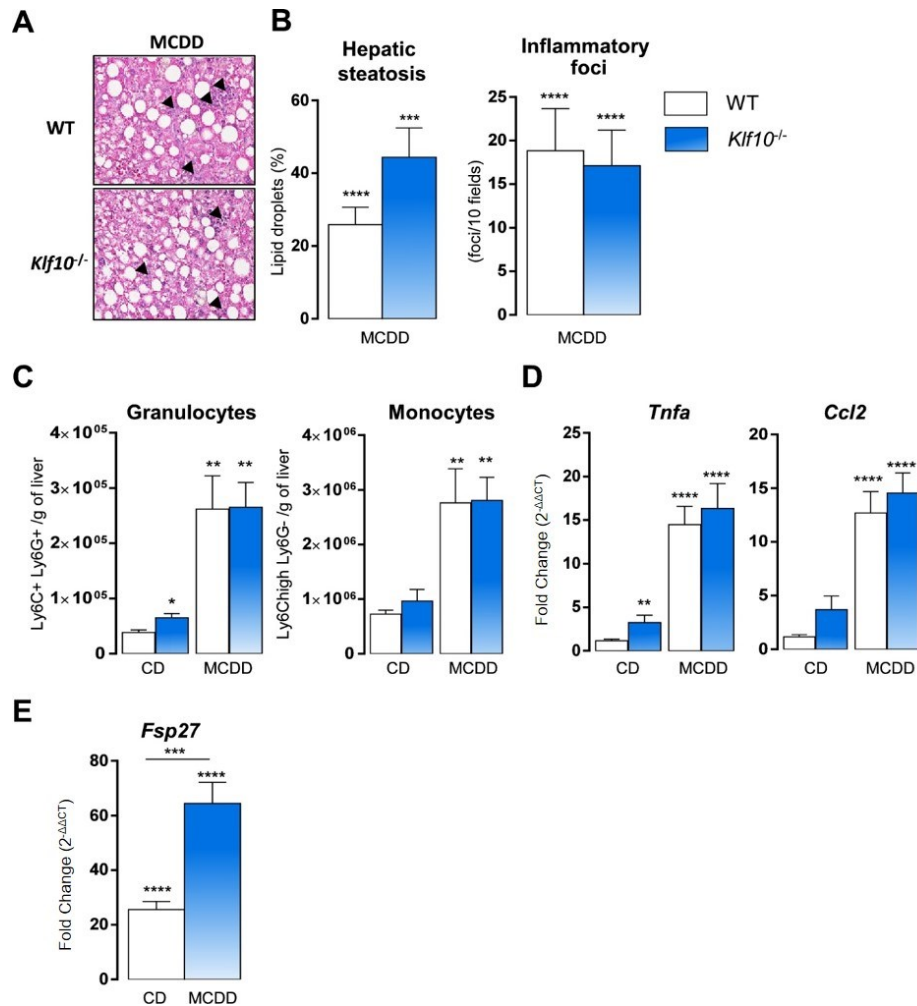 A
MCDD
WT
Klf10-/-
B
Hepatic
steatosis
Lipid droplets (%)
60
40
20
0
****
***
MCDD
Inflammatory
foci
(foci/10 fields)
25
20
15
10
5
0
****
****
MCDD
WT
Klf10-/-
C
Granulocytes
Ly6C+ Ly6G+ /g of liver
4×10^05
3×10^05
2×10^05
1×10^05
0
*
**
**
CD
MCDD
Monocytes
Ly6Chigh Ly6G- /g of liver
4×10^06
3×10^06
2×10^06
1×10^06
0
**
**
CD
MCDD
D
Tnfa
Fold Change (2-ΔΔCT)
25
20
15
10
5
0
**
****
****
CD
MCDD
Ccl2
20
15
10
5
0
****
****
CD
MCDD
E
Fsp27
Fold Change (2-ΔΔCT)
80
60
40
20
0
***
****
****
CD
MCDD